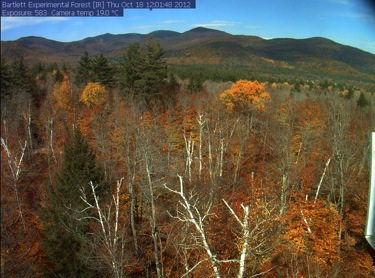 Bartlett Experimental Forest [IR] Thu Oct 18 12:01:48 2012
Exposure: 583  Camera temp 19.0 °C